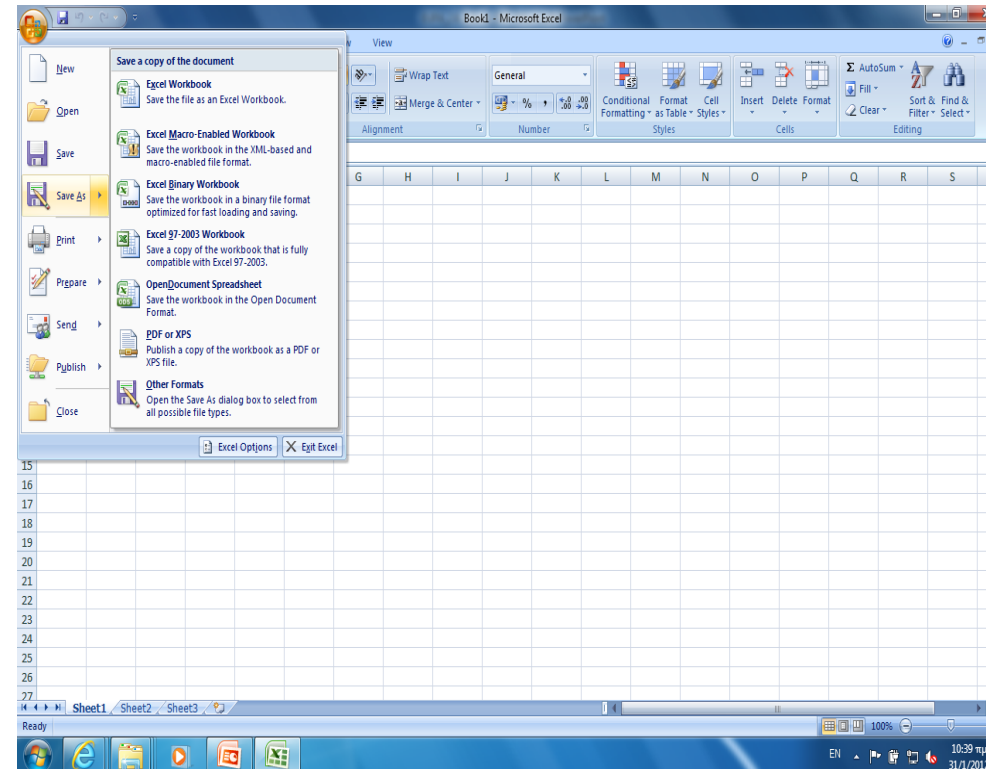 Book1 - Microsoft Excel
View
New
Open
Save
Save As
Print
Prepare
Send
Publish
Close
Save a copy of the document
Excel Workbook
Save the file as an Excel Workbook.
Excel Macro-Enabled Workbook
Save the workbook in the XML-based and
macro-enabled file format.
Excel Binary Workbook
Save the workbook in a binary file format
optimized for fast loading and saving.
Excel 97-2003 Workbook
Save a copy of the workbook that is fully
compatible with Excel 97-2003.
OpenDocument Spreadsheet
Save the workbook in the Open Document
Format.
PDF or XPS
Publish a copy of the workbook as a PDF or
XPS file.
Other Formats
Open the Save As dialog box to select from
all possible file types.
Excel Options
Exit Excel
Wrap Text
Merge & Center
Alignment
General
% ,
Number
Conditional Formatting
Format as Table
Cell Styles
Styles
Insert Delete Format
Cells
Σ AutoSum
Fill
Clear
Sort & Filter
Find & Select
Editing
G H I J K L M N O P Q R S
15
16
17
18
19
20
21
22
23
24
25
26
27
Sheet1 Sheet2 Sheet3
Ready
100%
EN
10:39 πμ